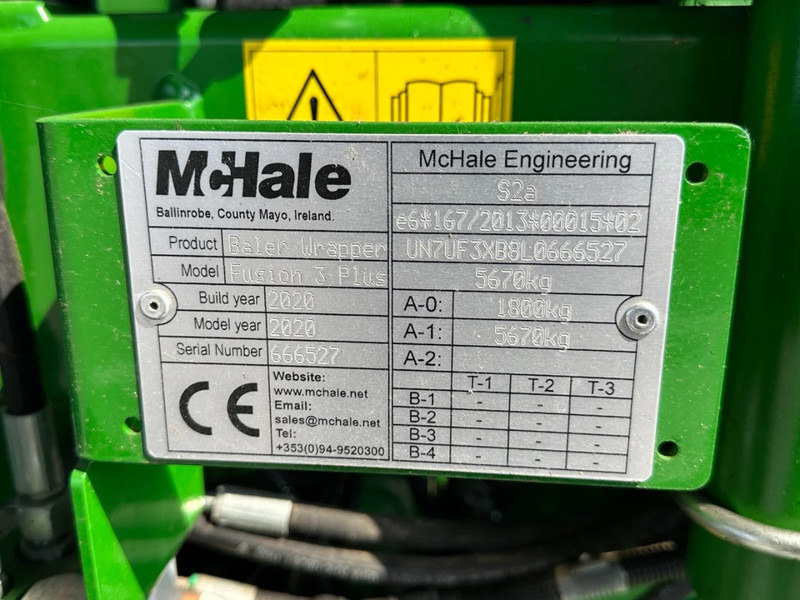 McHale
Ballinrobe, County Mayo, Ireland.
Product Baler Wrapper
Model Fusion 3 Plus
Build year 2020
Model year 2020
Serial Number 666527
CE
Website:
www.mchale.net
Email:
sales@mchale.net
Tel:
+353(0)94-9520300
McHale Engineering
S2a
e6*167/2013*00015*02
UN7UF3XB8L0666527
5670kg
A-0: 1800kg
A-1: 5670kg
A-2:
T-1 T-2 T-3
B-1 - - -
B-2 - - -
B-3 - - -
B-4 - - -